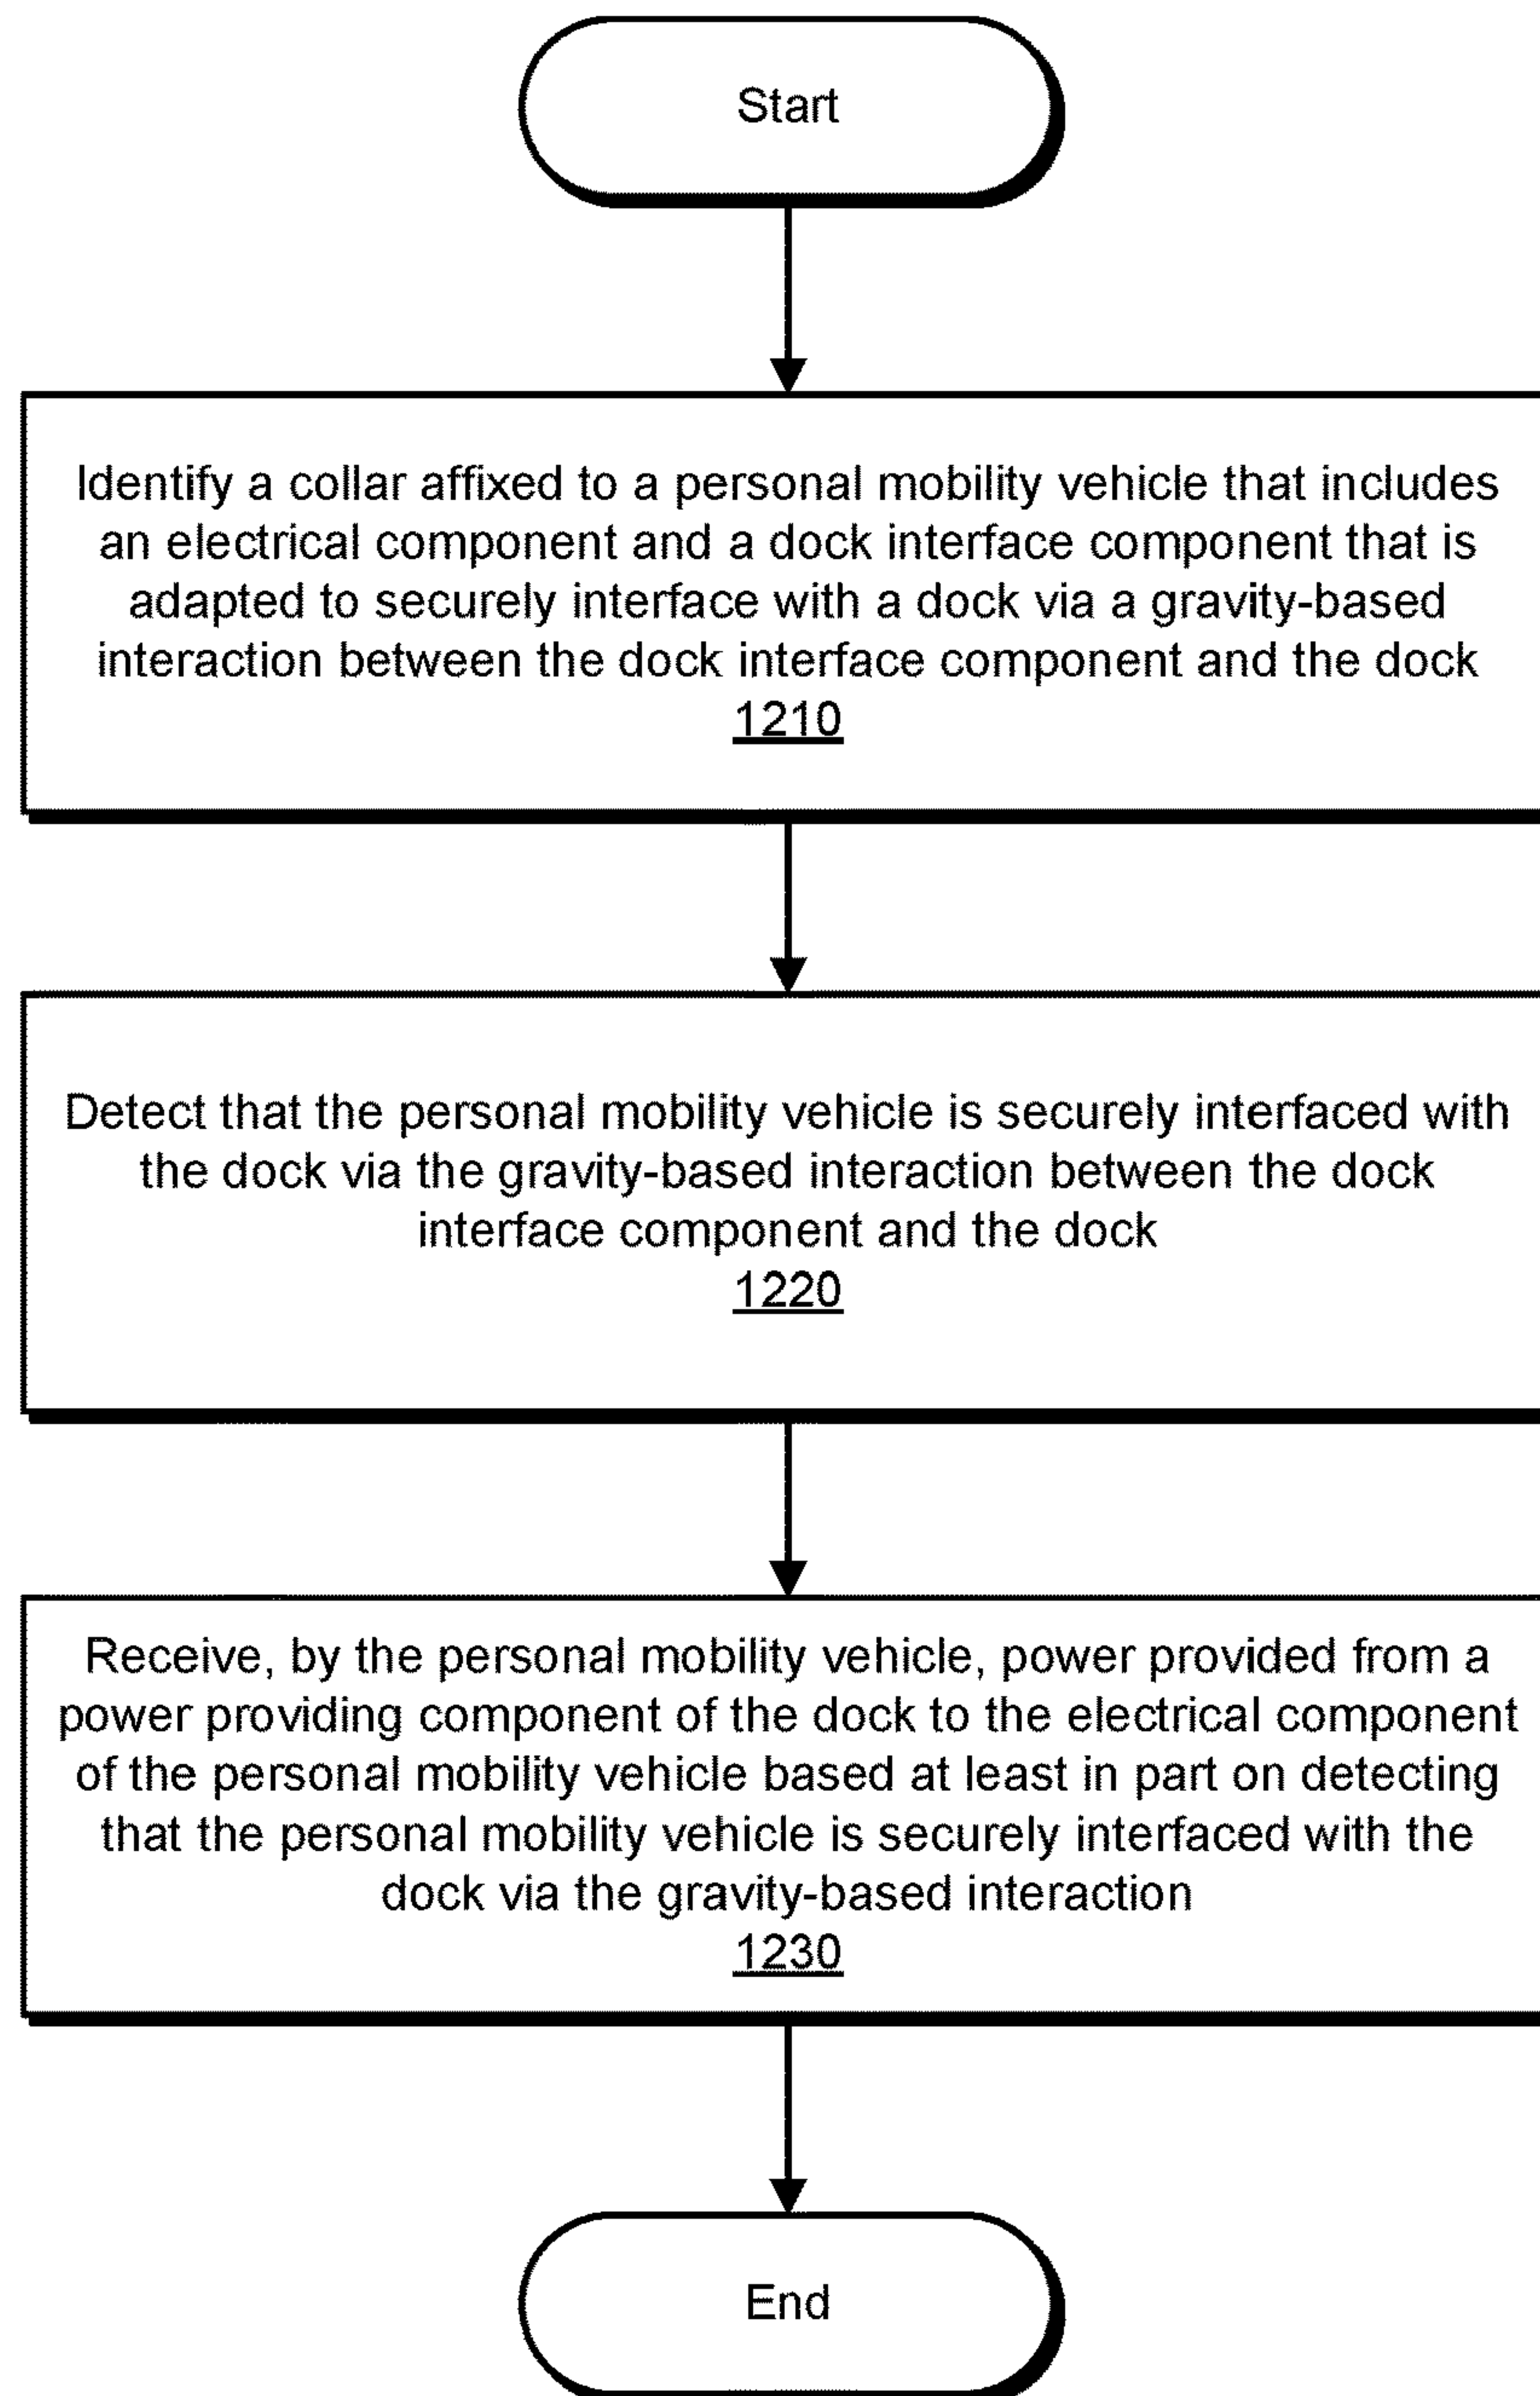 Start
Identify a collar affixed to a personal mobility vehicle that includes
an electrical component and a dock interface component that is
adapted to securely interface with a dock via a gravity-based
interaction between the dock interface component and the dock
1210
Detect that the personal mobility vehicle is securely interfaced with
the dock via the gravity-based interaction between the dock
interface component and the dock
1220
Receive, by the personal mobility vehicle, power provided from a
power providing component of the dock to the electrical component
of the personal mobility vehicle based at least in part on detecting
that the personal mobility vehicle is securely interfaced with the
dock via the gravity-based interaction
1230
End